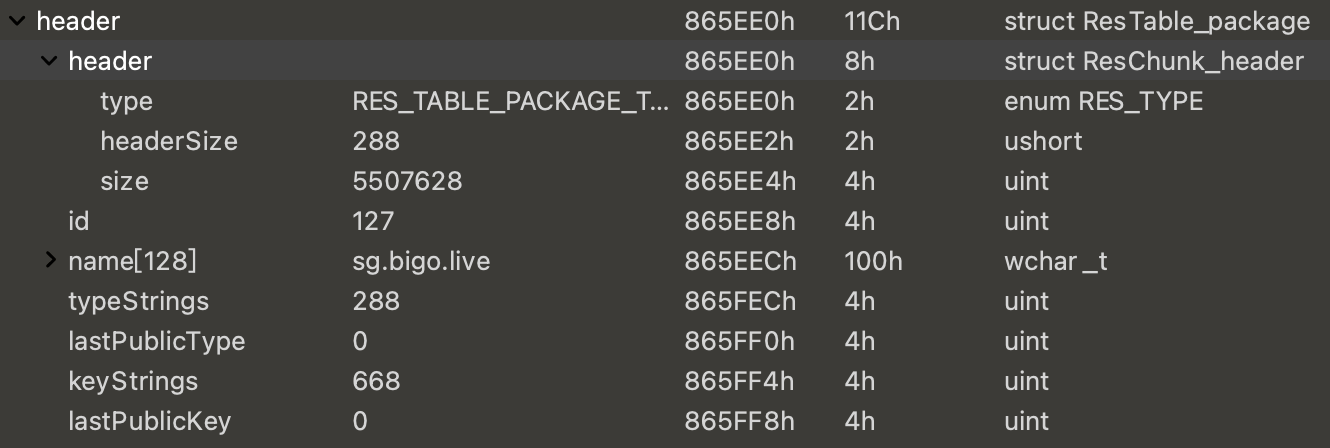 header 865EE0h 11Ch struct ResTable_package
header 865EE0h 8h struct ResChunk_header
type RES_TABLE_PACKAGE_T... 865EE0h 2h enum RES_TYPE
headerSize 288 865EE2h 2h ushort
size 5507628 865EE4h 4h uint
id 127 865EE8h 4h uint
name[128] sg.bigo.live 865EECh 100h wchar_t
typeStrings 288 865FECh 4h uint
lastPublicType 0 865FF0h 4h uint
keyStrings 668 865FF4h 4h uint
lastPublicKey 0 865FF8h 4h uint